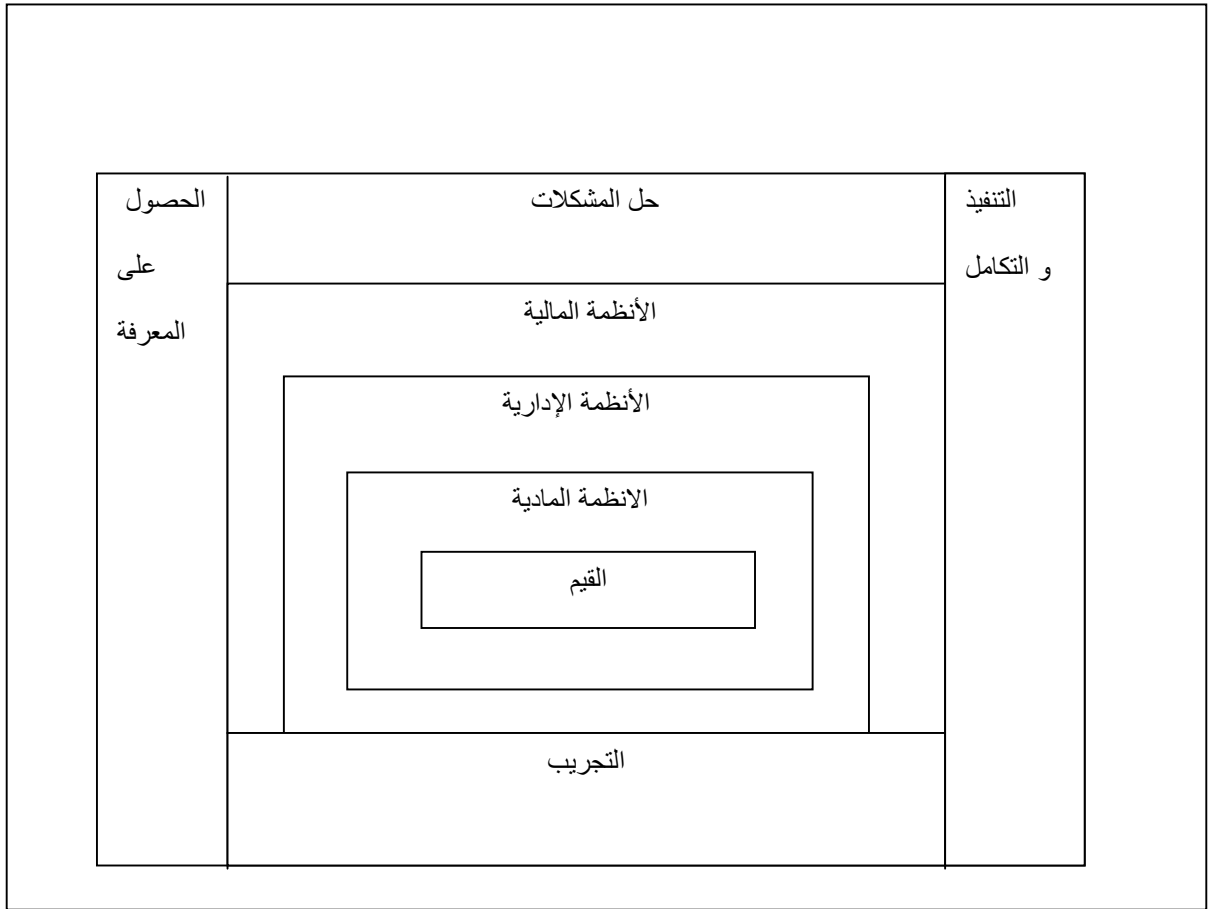 التنفيذ
و التكامل
حل المشكلات
الحصول
على
المعرفة
الأنظمة المالية
الأنظمة الإدارية
الانظمة المادية
القيم
التجريب